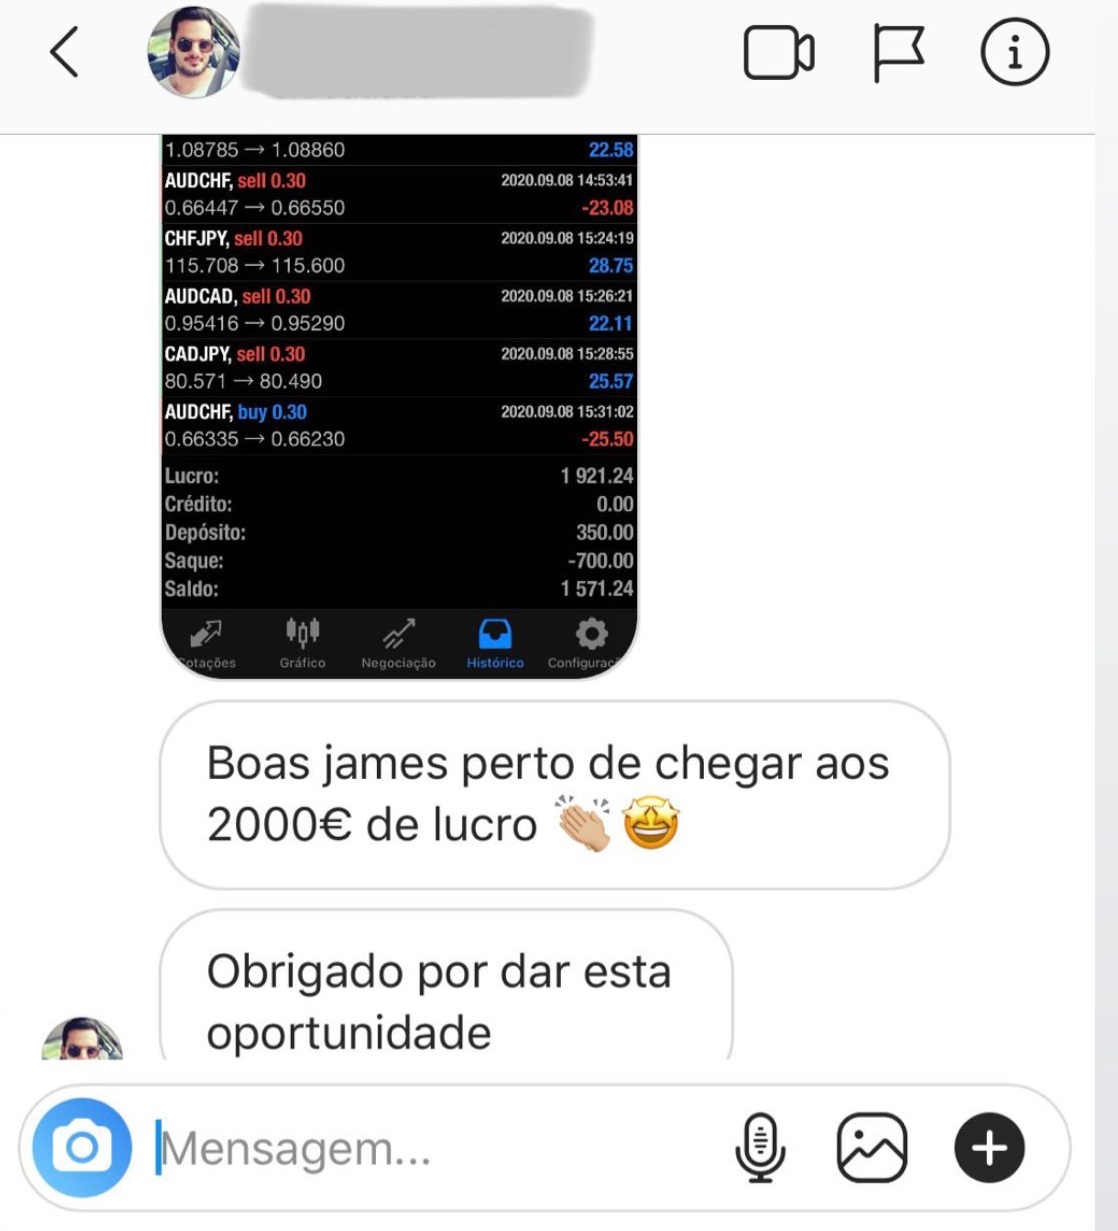 1.08785 → 1.08860 22.58
AUDCHF, sell 0.30 2020.09.08 14:53:41
0.66447 → 0.66550 -23.08
CHFJPY, sell 0.30 2020.09.08 15:24:19
115.708 → 115.600 28.75
AUDCAD, sell 0.30 2020.09.08 15:26:21
0.95416 → 0.95290 22.11
CADJPY, sell 0.30 2020.09.08 15:28:55
80.571 → 80.490 25.57
AUDCHF, buy 0.30 2020.09.08 15:31:02
0.66335 → 0.66230 -25.50
Lucro: 1 921.24
Crédito: 0.00
Depósito: 350.00
Saque: -700.00
Saldo: 1 571.24
otações Gráfico Negociação Histórico Configuraç
Boas james perto de chegar aos
2000€ de lucro 👏🏼🤩
Obrigado por dar esta
oportunidade
Mensagem...